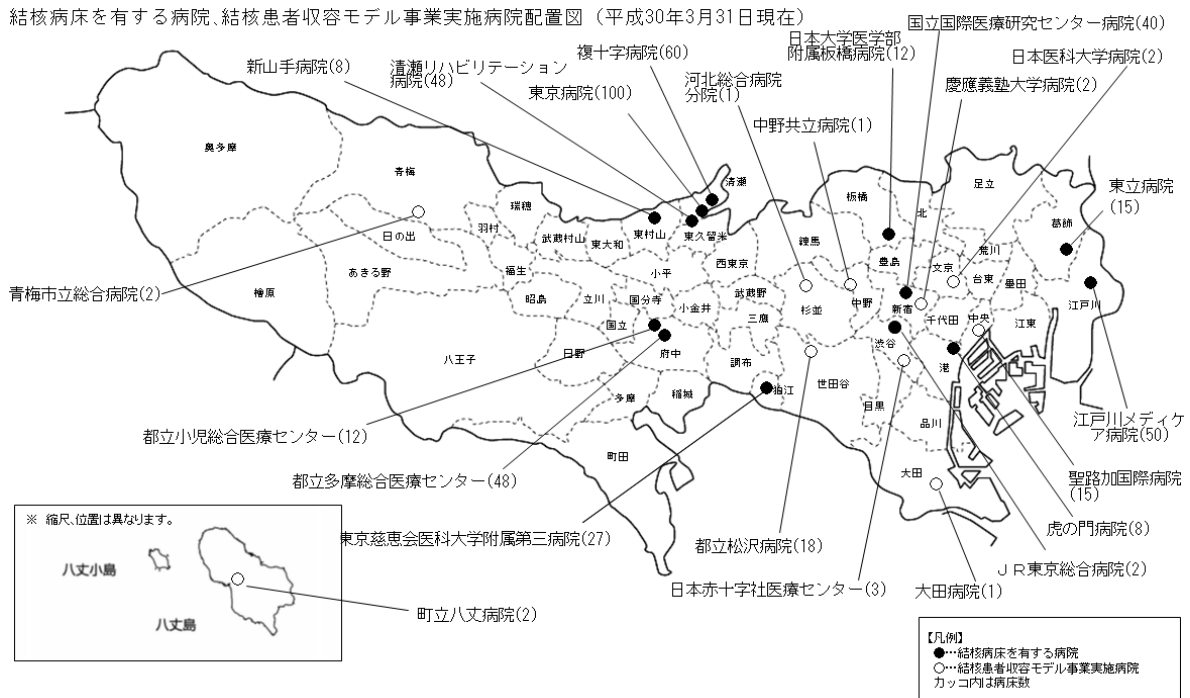 結核病床を有する病院、結核患者収容モデル事業実施病院配置図 (平成30年3月31日現在)
国立国際医療研究センター病院(40)
日本大学医学部
附属板橋病院(12)
日本医科大学病院(2)
複十字病院(60)
新山手病院(8)
清瀬リハビリテーション
病院(48)
河北総合病院
分院(1)
慶應義塾大学病院(2)
東京病院(100)
中野共立病院(1)
東立病院
(15)
奥多摩
青梅
清瀬
板橋
足立
北
瑞穂
葛飾
羽村
日の出
武蔵村山
東大和
東村山
東久留米
練馬
豊島
文京
荒川
台東
墨田
あきる野
福生
小平
西東京
檜原
昭島
立川
国分寺
小金井
武蔵野
三鷹
杉並
中野
新宿
千代田
中央
江東
江戸川
青梅市立総合病院(2)
国立
八王子
日野
府中
調布
狛江
世田谷
渋谷
港
目黒
品川
多摩
稲城
町田
大田
都立小児総合医療センター(12)
都立多摩総合医療センター(48)
江戸川メディケ
ア病院(50)
聖路加国際病院
(15)
東京慈恵会医科大学附属第三病院(27)
都立松沢病院(18)
虎の門病院(8)
JR東京総合病院(2)
日本赤十字社医療センター(3)
大田病院(1)
※ 縮尺、位置は異なります。
八丈小島
八丈島
町立八丈病院(2)
【凡例】
●…結核病床を有する病院
○…結核患者収容モデル事業実施病院
カッコ内は病床数